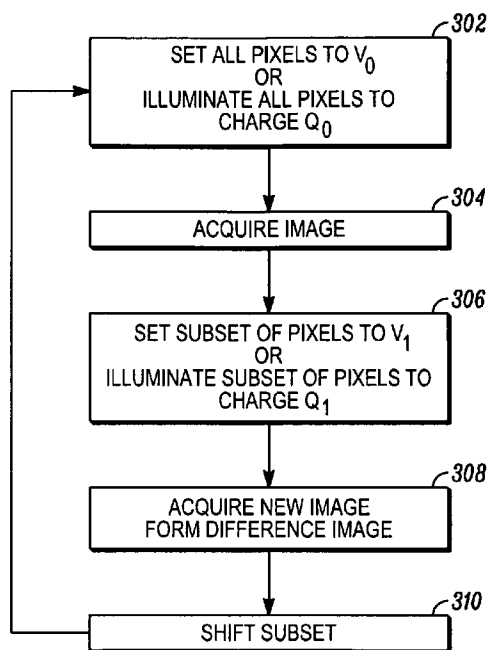 302
SET ALL PIXELS TO V0
OR
ILLUMINATE ALL PIXELS TO
CHARGE Q0
304
ACQUIRE IMAGE
306
SET SUBSET OF PIXELS TO V1
OR
ILLUMINATE SUBSET OF PIXELS TO
CHARGE Q1
308
ACQUIRE NEW IMAGE
FORM DIFFERENCE IMAGE
310
SHIFT SUBSET